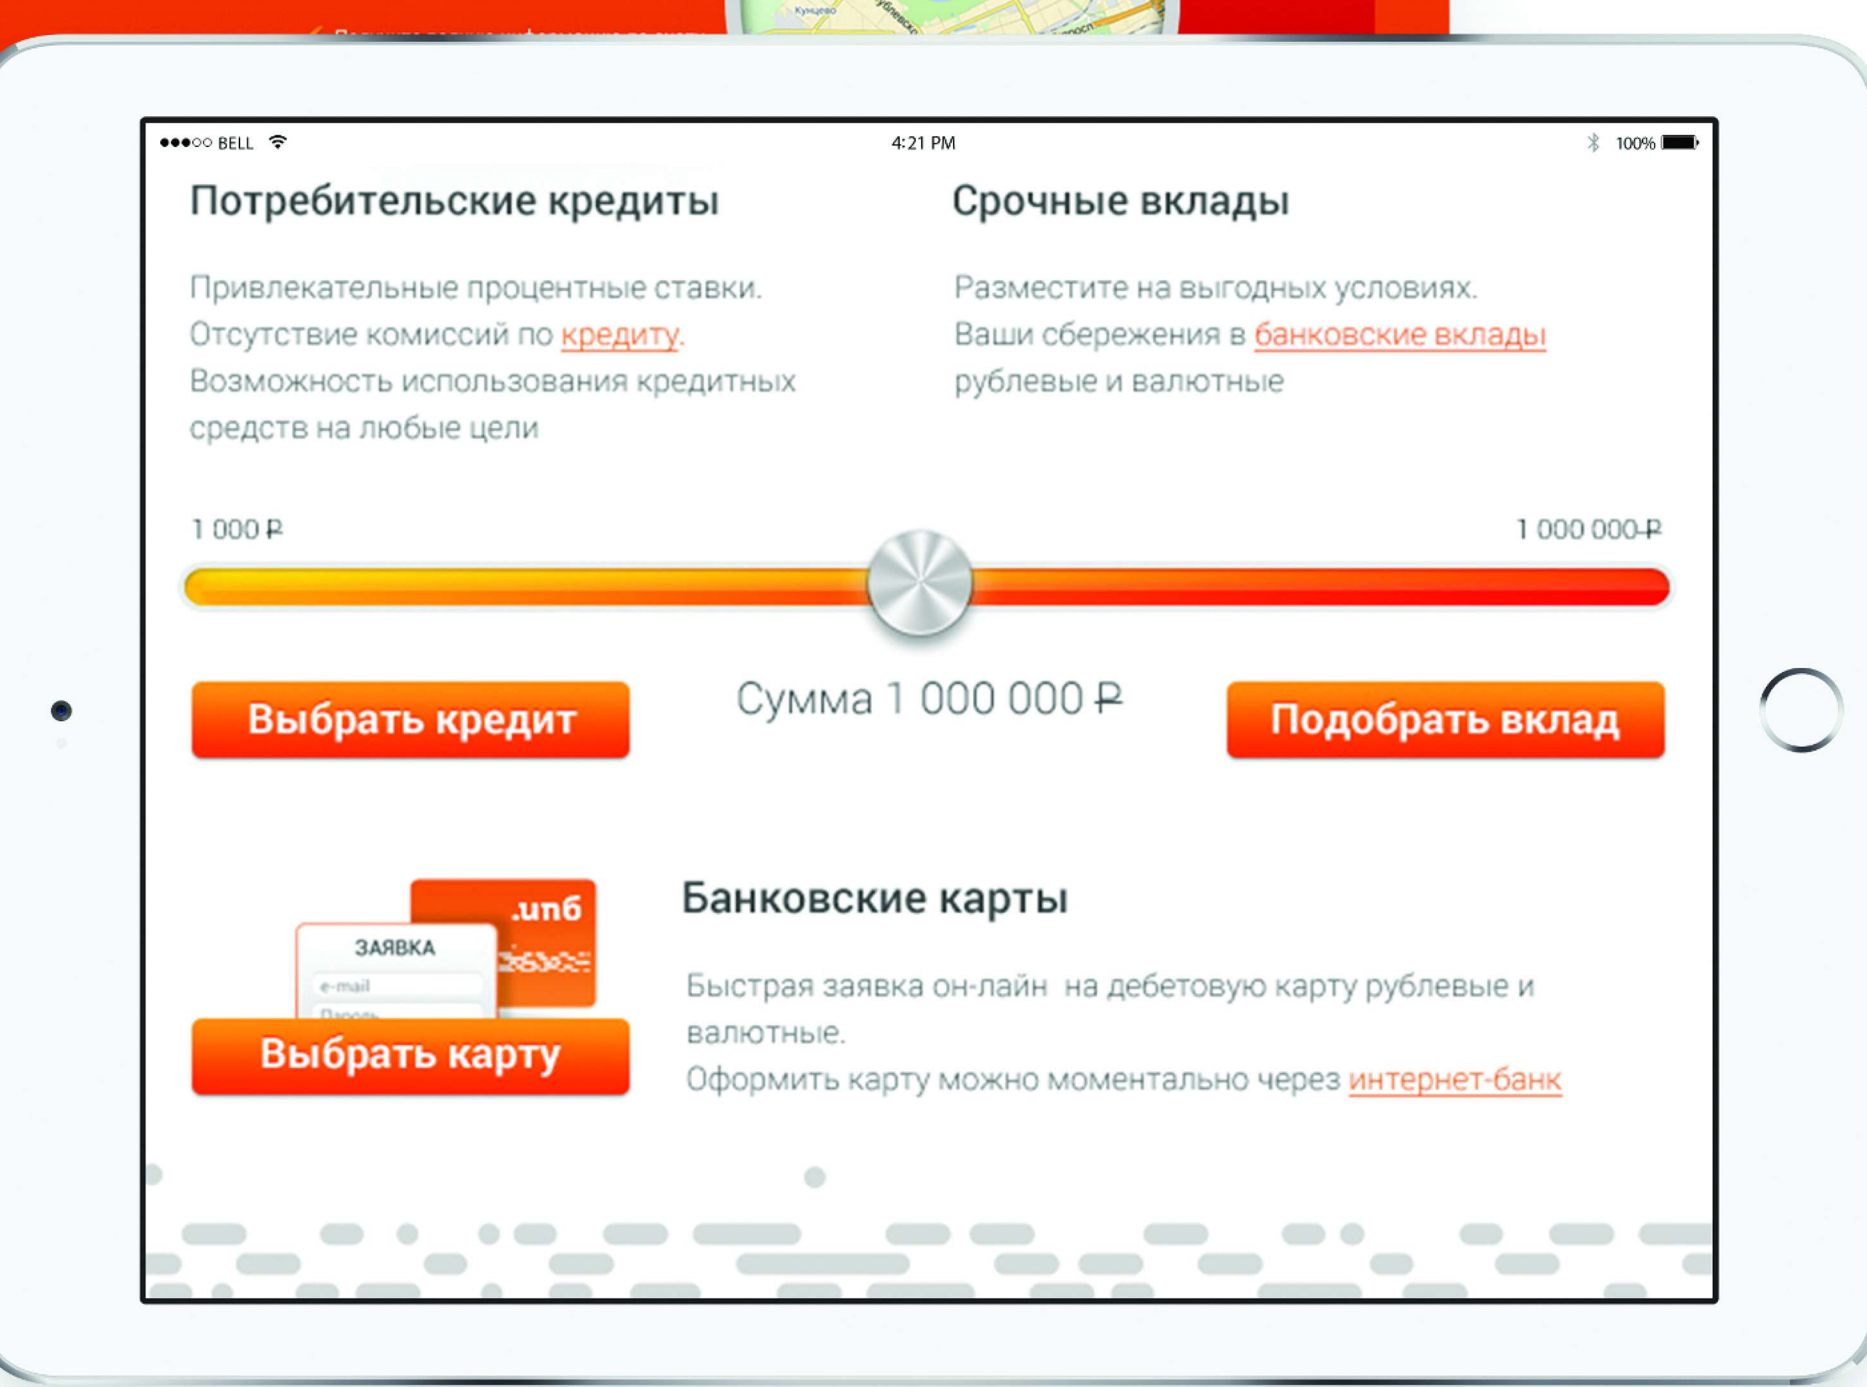 Кунцево
●●●○○ BELL
4:21 PM
100%
Потребительские кредиты
Привлекательные процентные ставки.
Отсутствие комиссий по кредиту.
Возможность использования кредитных
средств на любые цели
Срочные вклады
Разместите на выгодных условиях.
Ваши сбережения в банковские вклады
рублевые и валютные
1 000 ₽
1 000 000 ₽
Выбрать кредит
Сумма 1 000 000 ₽
Подобрать вклад
.ипб
ЗАЯВКА
e-mail
Пароль
Выбрать карту
Банковские карты
Быстрая заявка он-лайн на дебетовую карту рублевые и
валютные.
Оформить карту можно моментально через интернет-банк